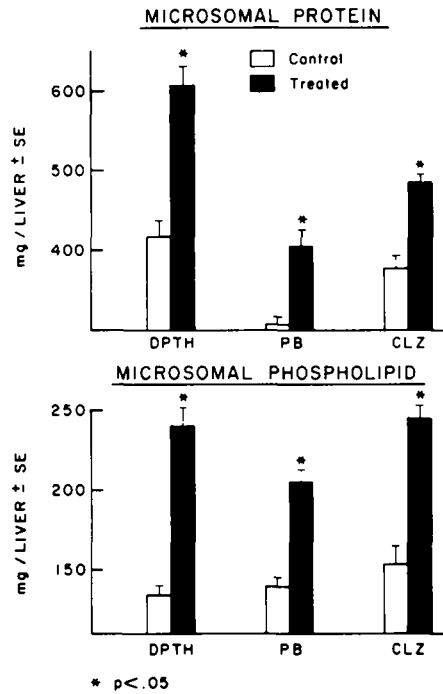 MICROSOMAL PROTEIN
*
*
*
Control
Treated
600
500
400
mg/LIVER ± SE
DPTH PB CLZ
MICROSOMAL PHOSPHOLIPID
*
*
*
250
200
150
mg/LIVER ± SE
DPTH PB CLZ
* p<.05